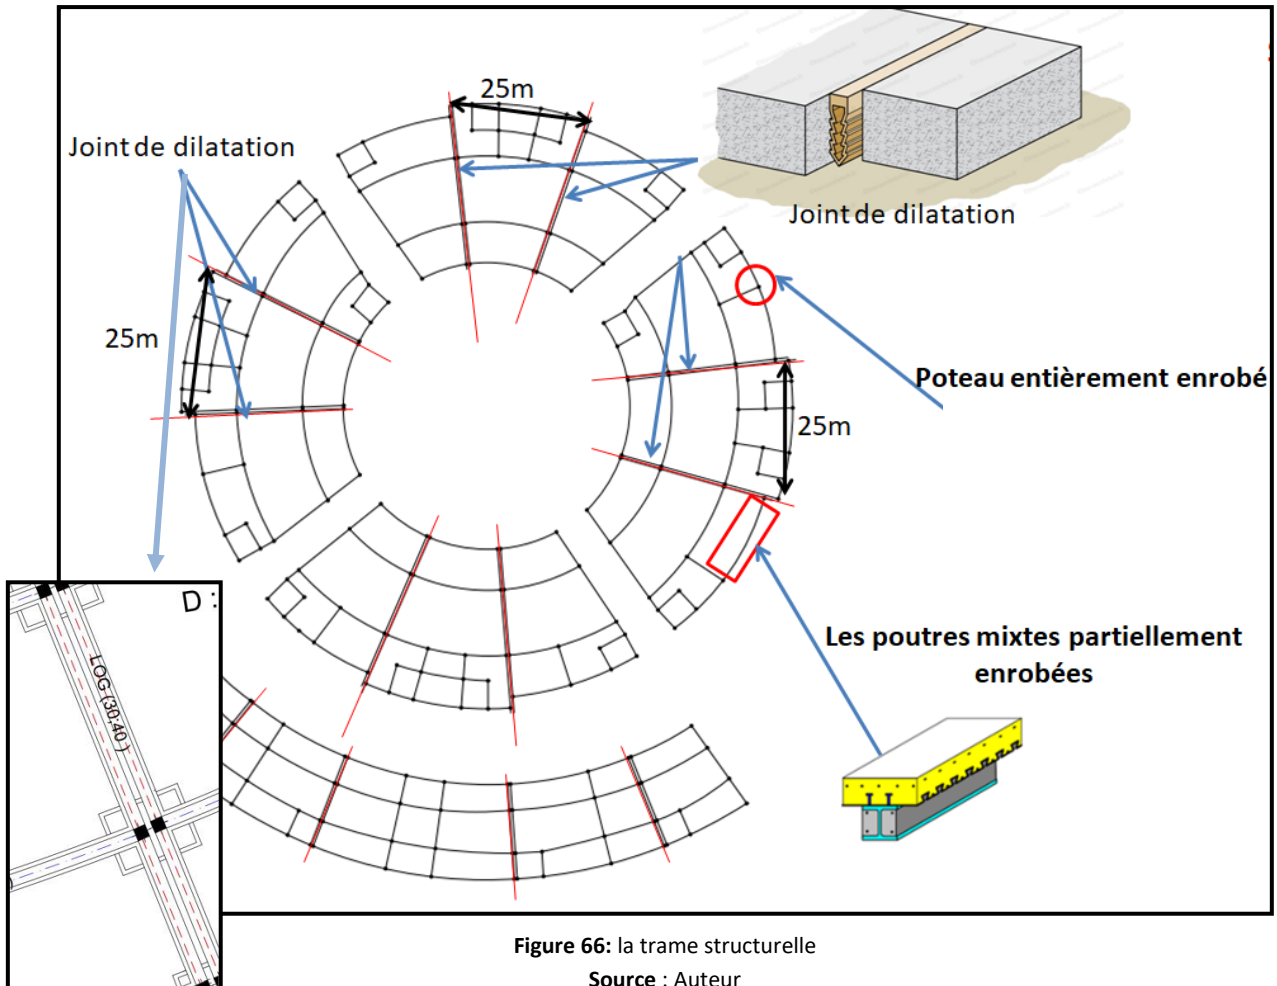 25m
Joint de dilatation
Joint de dilatation
25m
Poteau entièrement enrobé
25m
D :
LOG (30;40 )
Les poutres mixtes partiellement
enrobées
Figure 66: la trame structurelle
Source : Auteur